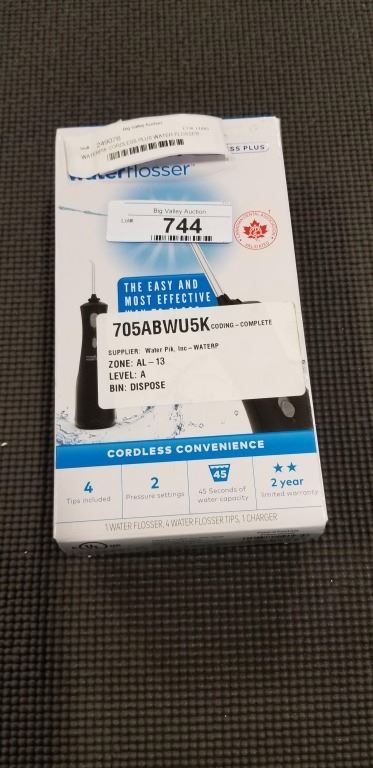 Big Valley Auction
249078
WATERPIK CORDLESS PLUS WATER FLOSSER
SS PLUS
waterflosser™
Big Valley Auction
Lot#
744
THE EASY AND
MOST EFFECTIVE
705ABWU5K CODING-COMPLETE
SUPPLIER: Water Pik, Inc-WATERP
ZONE: AL-13
LEVEL: A
BIN: DISPOSE
CORDLESS CONVENIENCE
4
Tips included
2
Pressure settings
45
45 Seconds of
water capacity
2 year
limited warranty
1 WATER FLOSSER, 4 WATER FLOSSER TIPS, 1 CHARGER